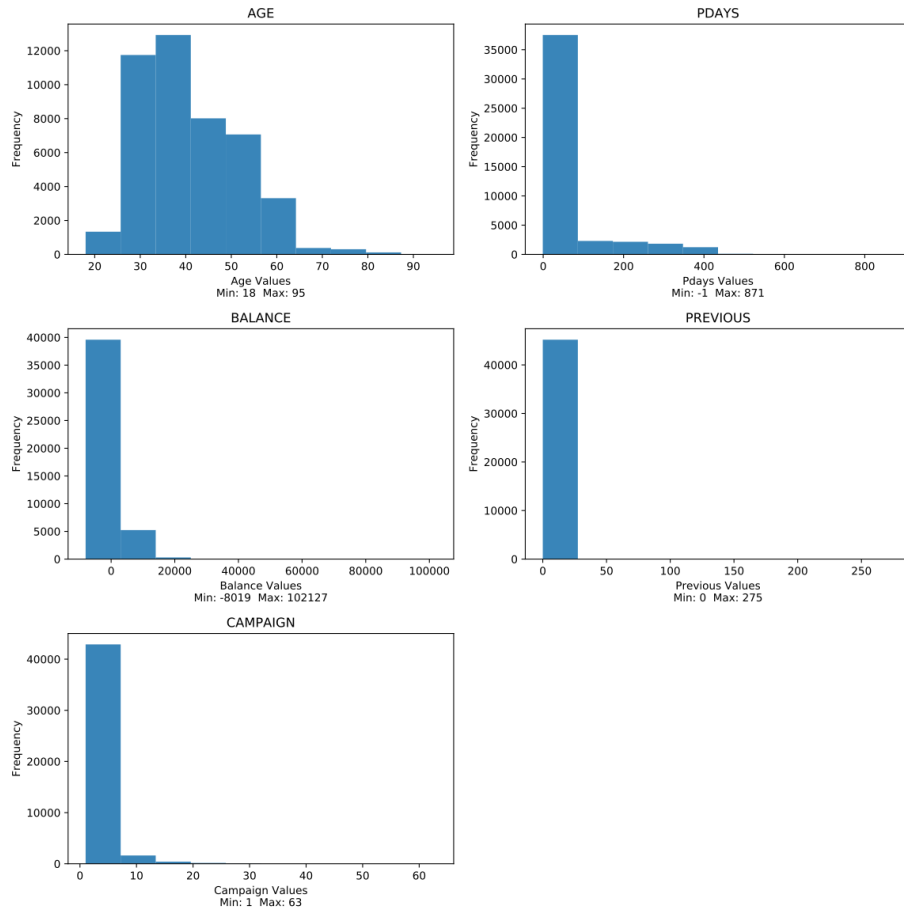 AGE
12000
10000
8000
6000
4000
2000
0
Frequency
20 30 40 50 60 70 80 90
Age Values
Min: 18 Max: 95
PDAYS
35000
30000
25000
20000
15000
10000
5000
0
Frequency
0 200 400 600 800
Pdays Values
Min: -1 Max: 871
BALANCE
40000
35000
30000
25000
20000
15000
10000
5000
0
Frequency
0 20000 40000 60000 80000 100000
Balance Values
Min: -8019 Max: 102127
PREVIOUS
40000
30000
20000
10000
0
Frequency
0 50 100 150 200 250
Previous Values
Min: 0 Max: 275
CAMPAIGN
40000
30000
20000
10000
0
Frequency
0 10 20 30 40 50 60
Campaign Values
Min: 1 Max: 63